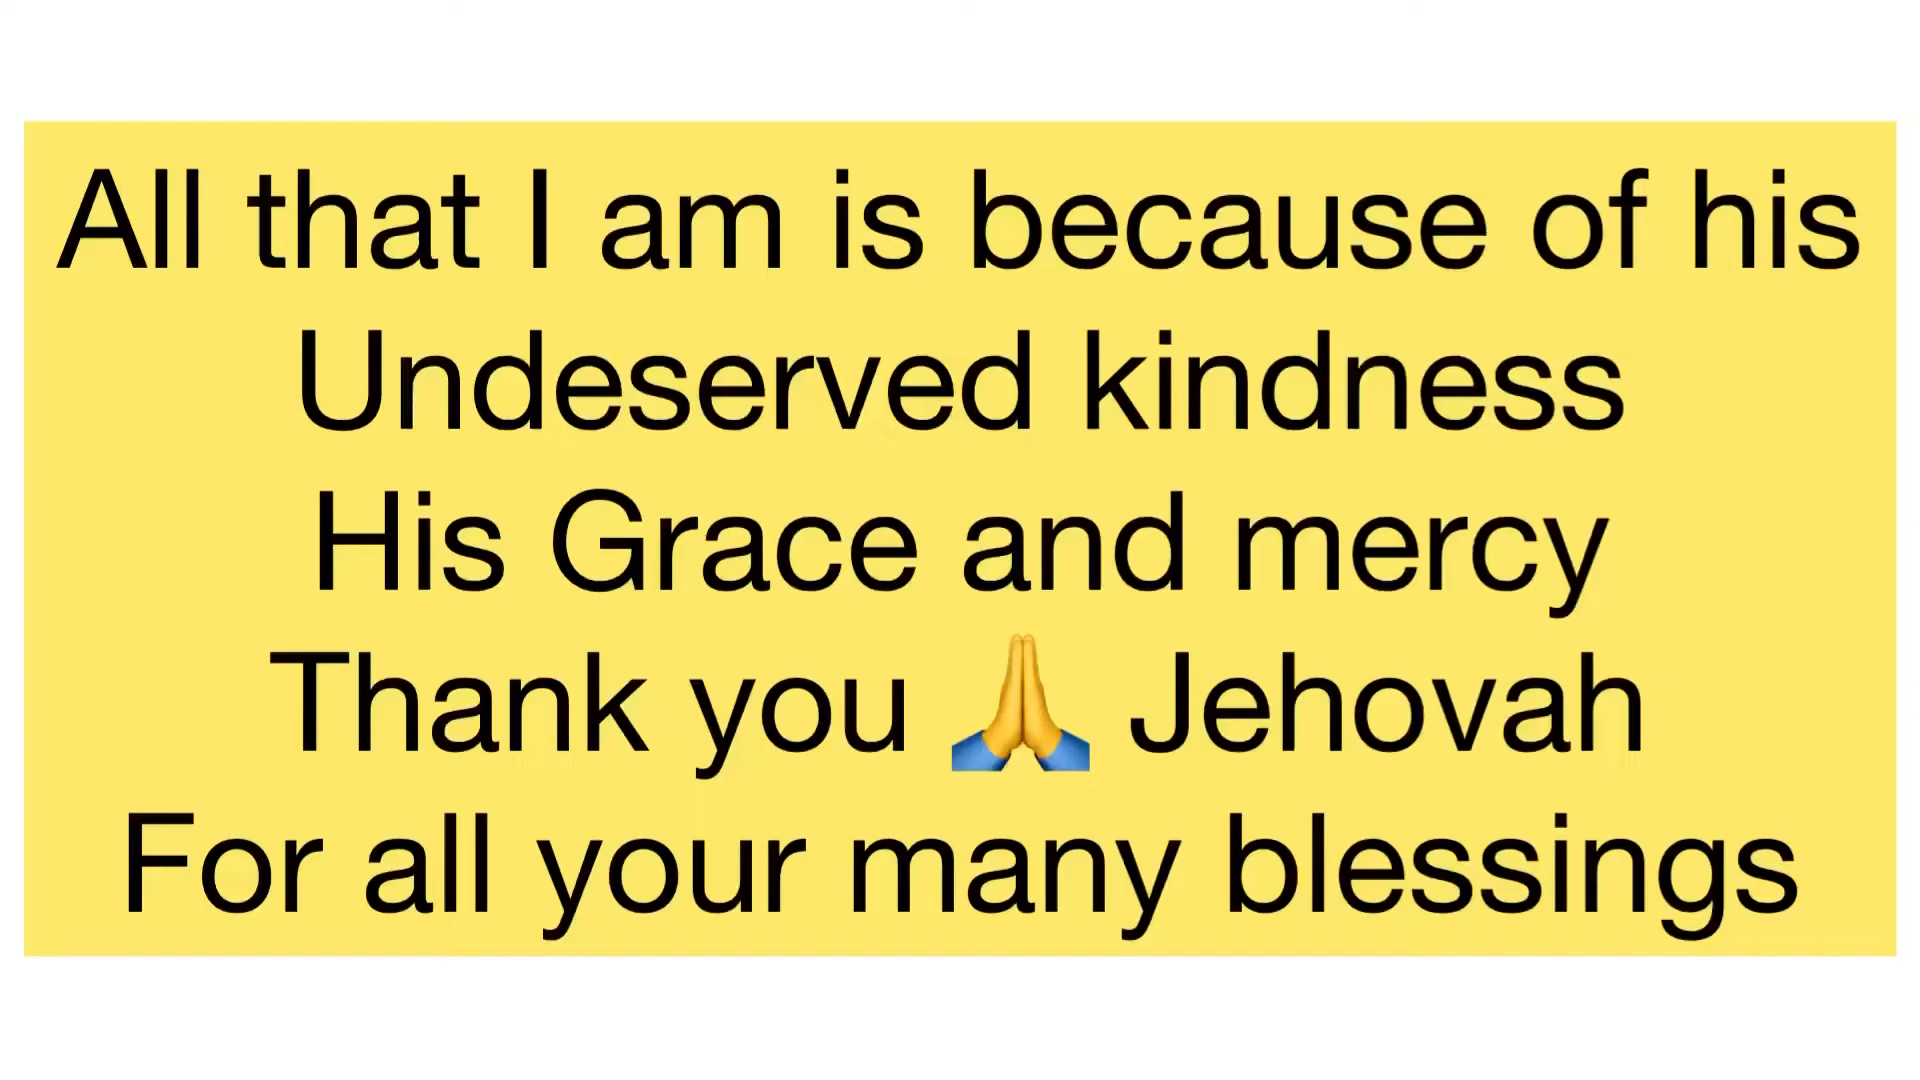 All that I am is because of his
Undeserved kindness
His Grace and mercy
Thank you 🙏 Jehovah
For all your many blessings